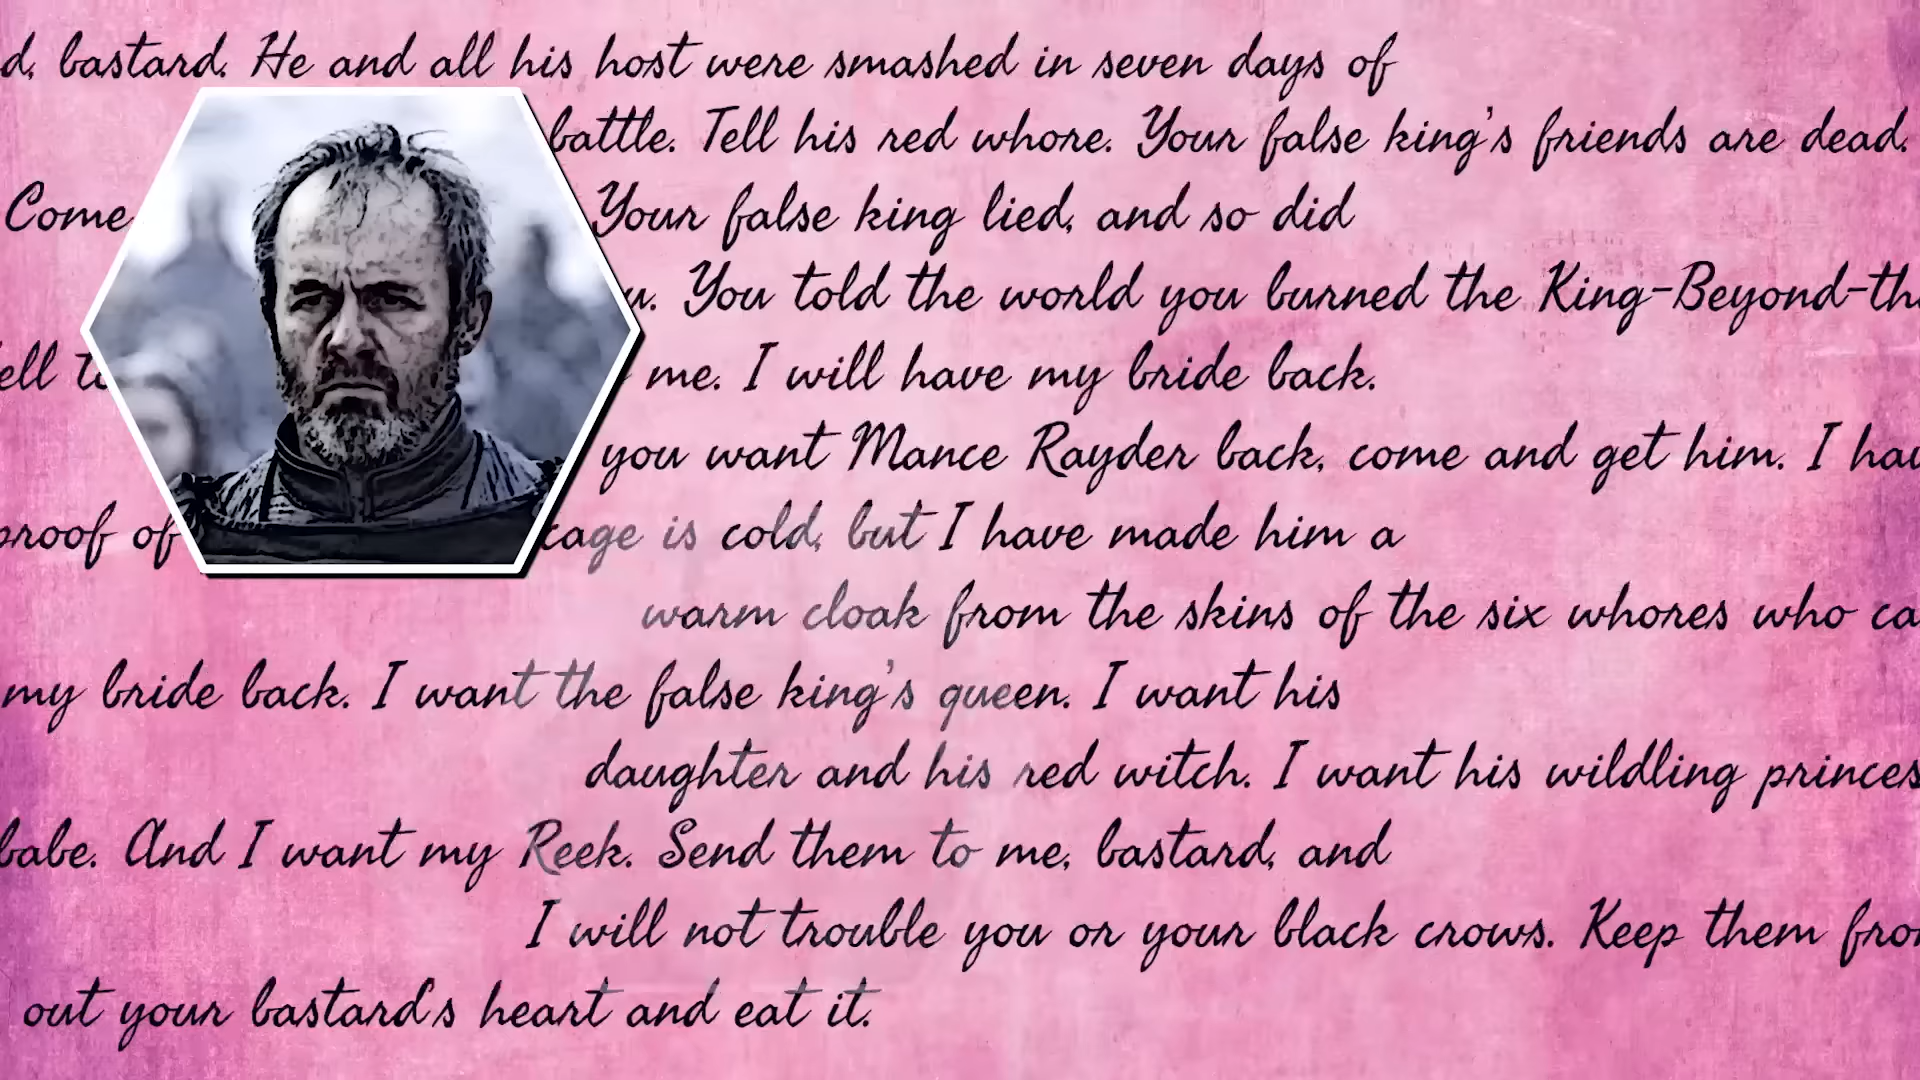 d, bastard. He and all his host were smashed in seven days of
battle. Tell his red whore. Your false king's friends are dead.
Come Your false king lied, and so did
You told the world you burned the King-Beyond-the
me. I will have my bride back.
you want Mance Rayder back, come and get him. I hav
proof of cage is cold, but I have made him a
warm cloak from the skins of the six whores who ca
my bride back. I want the false king's queen. I want his
daughter and his red witch. I want his wildling princes
babe. And I want my Reek. Send them to me, bastard, and
I will not trouble you or your black crows. Keep them from
out your bastard's heart and eat it.